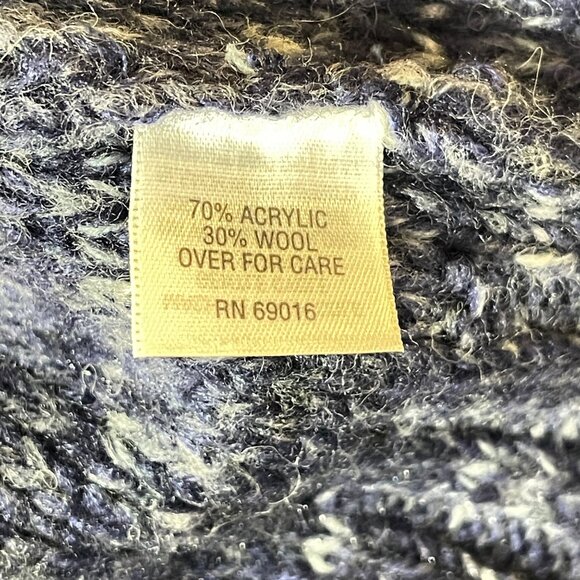 70% ACRYLIC
30% WOOL
OVER FOR CARE
RN 69016